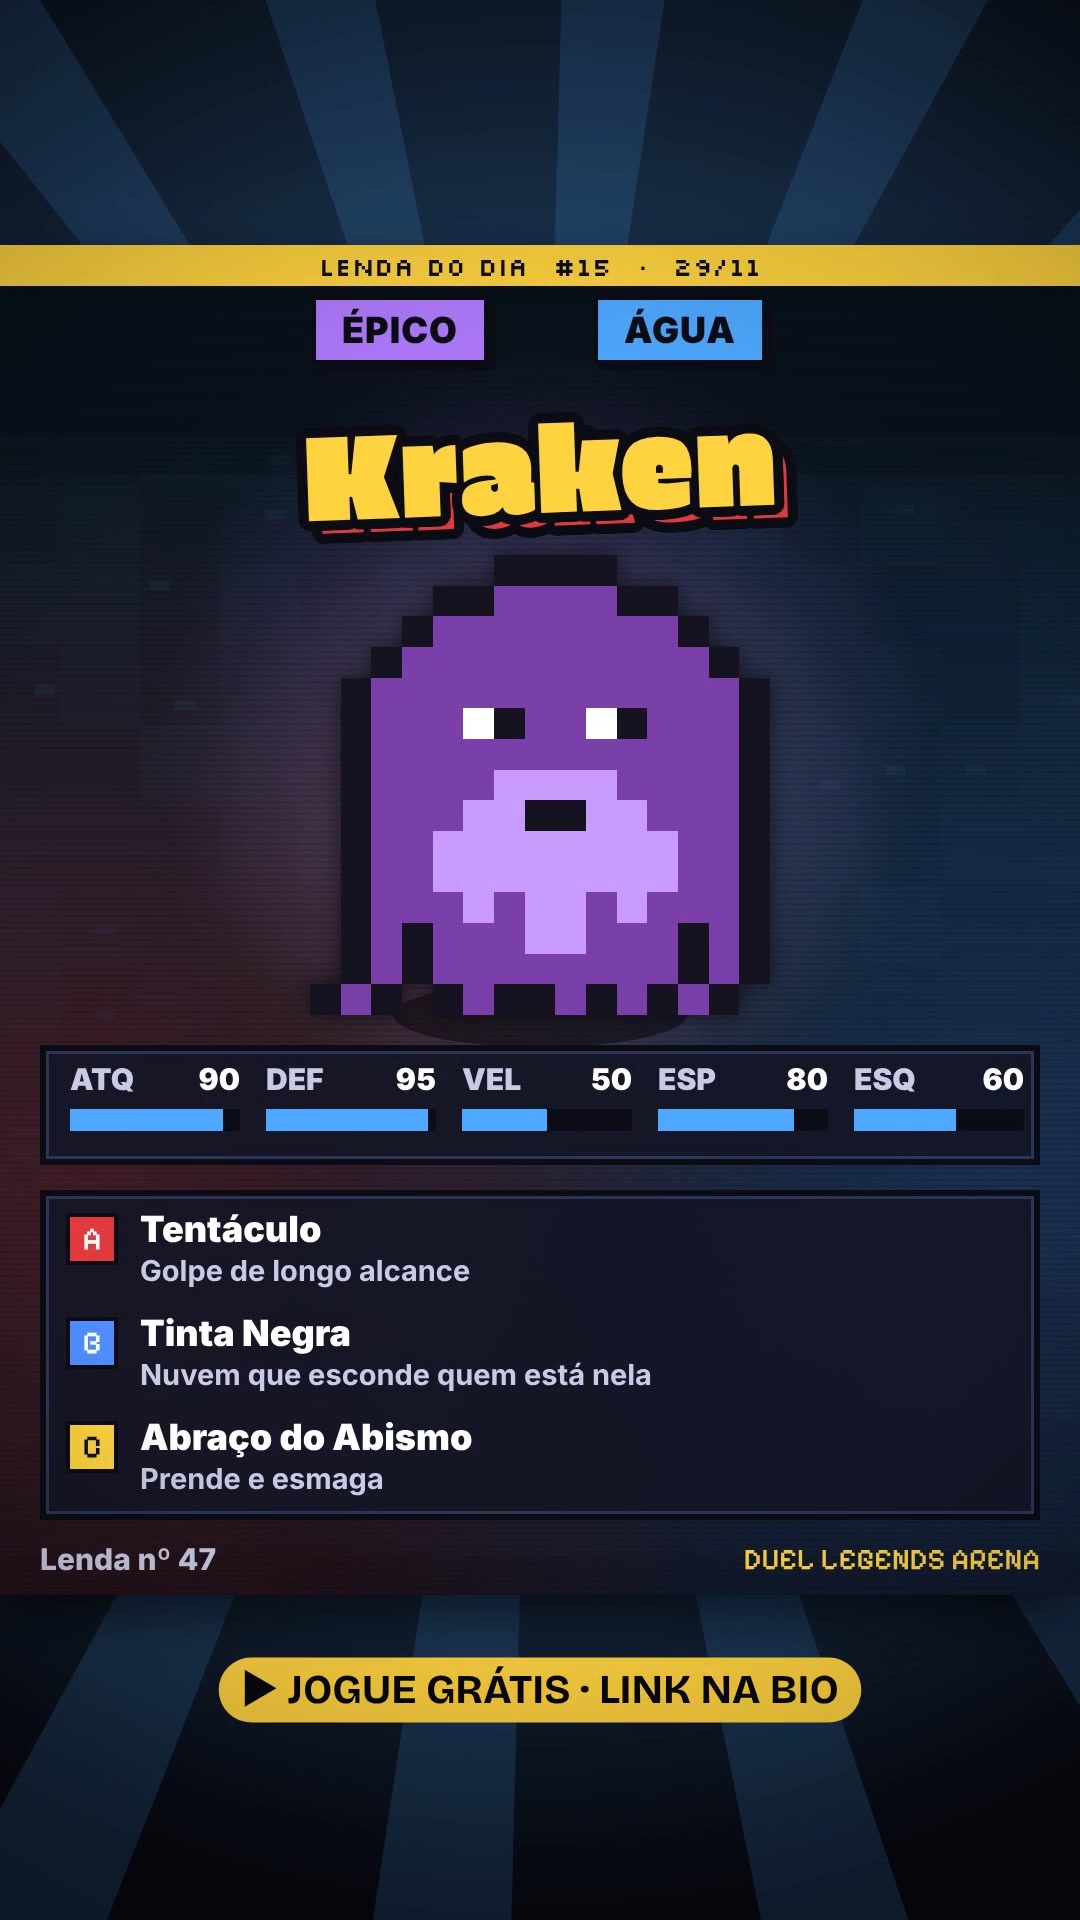 LENDA DO DIA #15 · 29/11
ÉPICO ÁGUA
Kraken
ATQ 90 DEF 95 VEL 50 ESP 80 ESQ 60
A Tentáculo
Golpe de longo alcance
B Tinta Negra
Nuvem que esconde quem está nela
C Abraço do Abismo
Prende e esmaga
Lenda nº 47 DUEL LEGENDS ARENA
▶ JOGUE GRÁTIS · LINK NA BIO